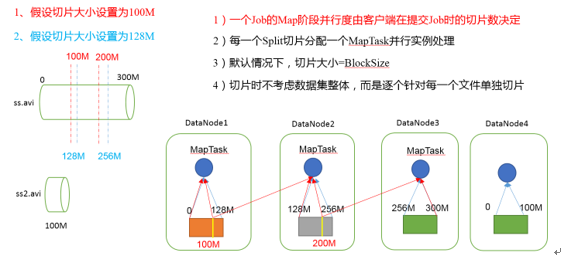 1、假设切片大小设置为100M
2、假设切片大小设置为128M
1）一个Job的Map阶段并行度由客户端在提交Job时的切片数决定
2）每一个Split切片分配一个MapTask并行实例处理
3）默认情况下，切片大小=BlockSize
4）切片时不考虑数据集整体，而是逐个针对每一个文件单独切片
100M 200M
0 300M
ss.avi
128M 256M
ss2.avi
100M
DataNode1 DataNode2 DataNode3 DataNode4
MapTask MapTask MapTask
0 128M 128M 256M 256M 300M 0 100M
100M 200M